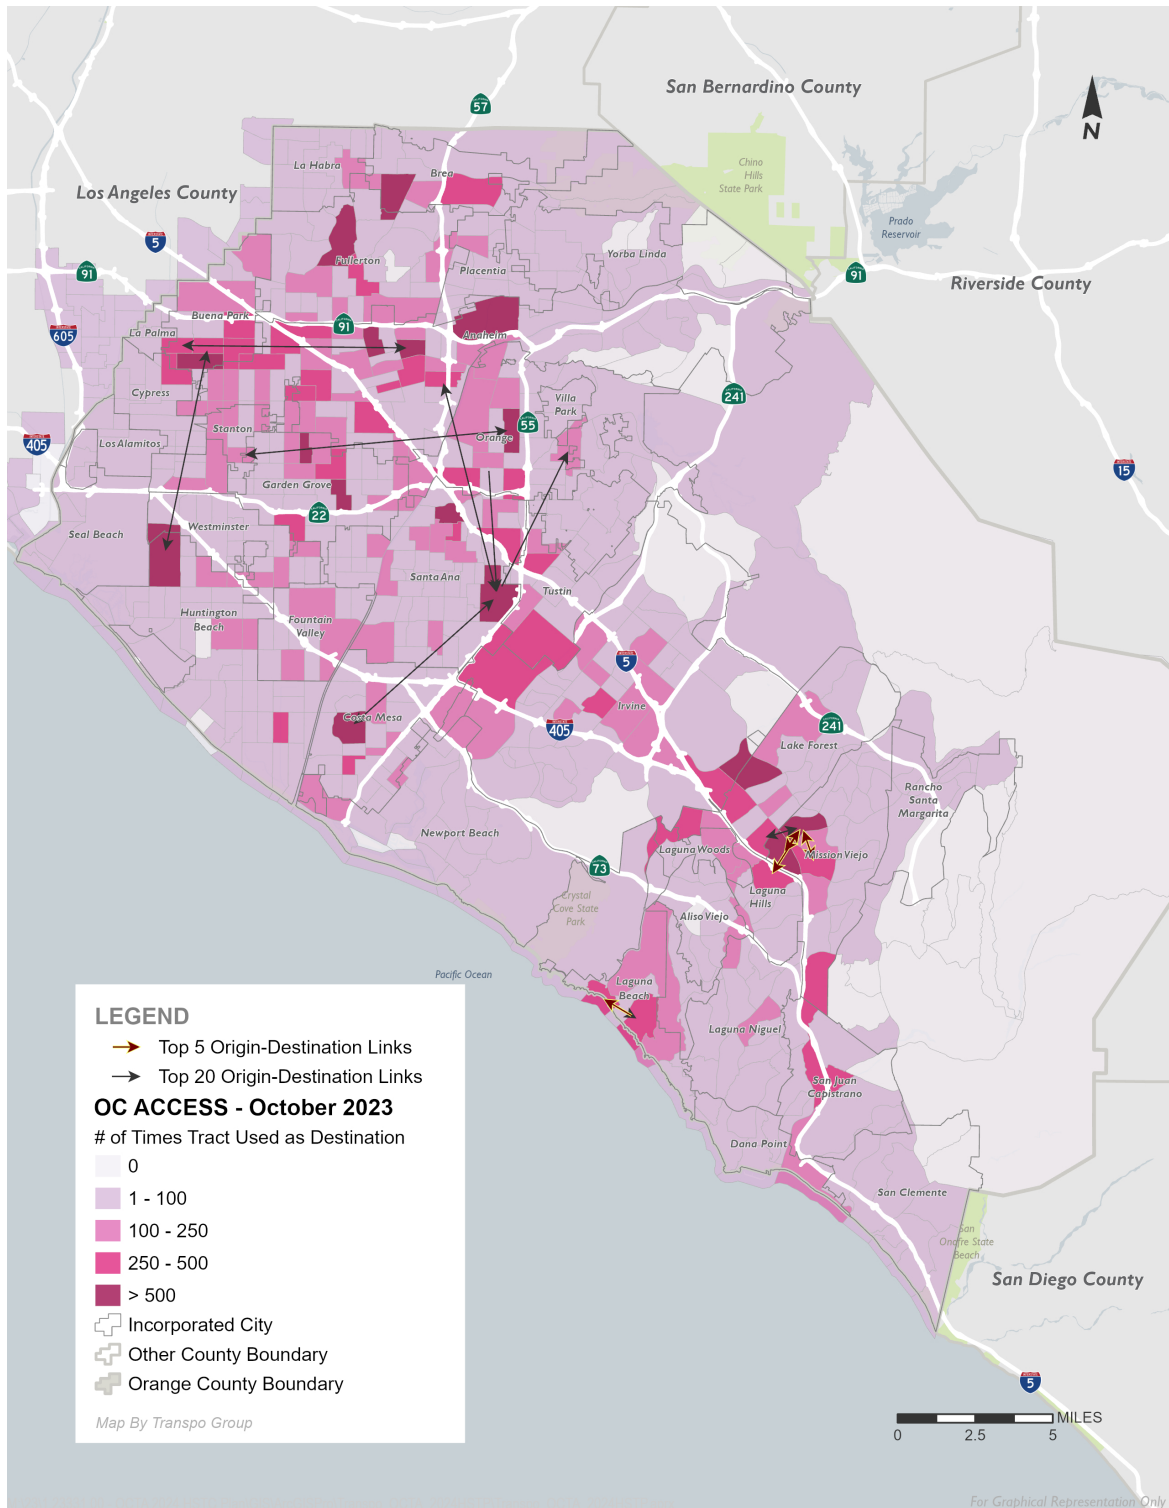 57
San Bernardino County
N
La Habra
Brea
Chino
Hills
State Park
Los Angeles County
Prado
Reservoir
5
Fullerton
Placentia
Yorba Linda
91
91
Riverside County
Buena Park
La Palma
91
Anaheim
605
Cypress
241
Villa
Park
Stanton
55
Orange
Los Alamitos
405
15
Garden Grove
22
Westminster
Seal Beach
Santa Ana
Tustin
Huntington
Beach
Fountain
Valley
5
Irvine
Costa Mesa
405
241
Lake Forest
Rancho
Santa
Margarita
Newport Beach
Laguna Woods
Mission Viejo
73
Laguna
Hills
Crystal
Cove State
Park
Aliso Viejo
Pacific Ocean
Laguna
Beach
Laguna Niguel
San Juan
Capistrano
Dana Point
San Clemente
San
Onofre State
Beach
San Diego County
5
LEGEND
Top 5 Origin-Destination Links
Top 20 Origin-Destination Links
OC ACCESS - October 2023
# of Times Tract Used as Destination
0
1 - 100
100 - 250
250 - 500
> 500
Incorporated City
Other County Boundary
Orange County Boundary
Map By Transpo Group
MILES
0 2.5 5
For Graphical Representation Only